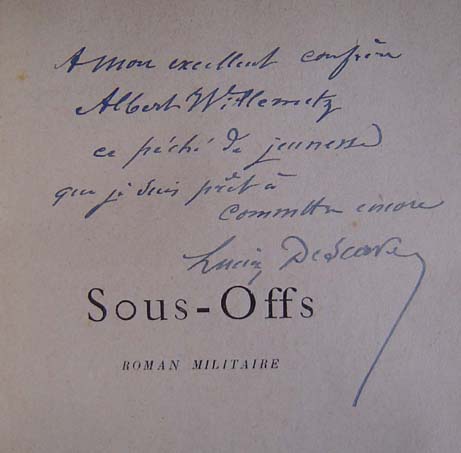 A mon excellent confrère
Albert Willemetz
ce péché de jeunesse
que je suis prêt à
commettre encore
Lucien Descaves
Sous-Offs
ROMAN MILITAIRE